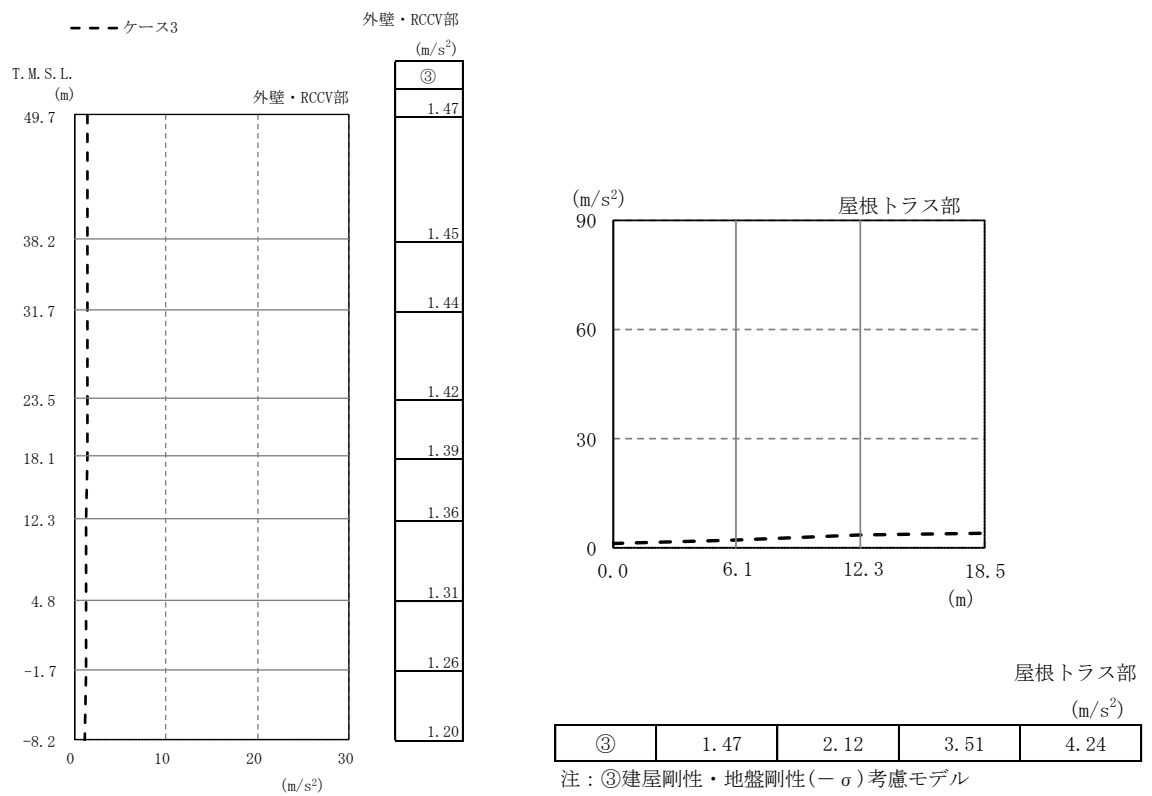 ケース3
外壁・RCCV部
(m/s²)
③
1.47
1.45
1.44
1.42
1.39
1.36
1.31
1.26
1.20
T.M.S.L.
(m)
外壁・RCCV部
49.7
38.2
31.7
23.5
18.1
12.3
4.8
-1.7
-8.2
0 10 20 30
(m/s²)
(m/s²)
屋根トラス部
90
60
30
0
0.0 6.1 12.3 18.5
(m)
屋根トラス部
(m/s²)
③ 1.47 2.12 3.51 4.24
注：③建屋剛性・地盤剛性(－σ)考慮モデル